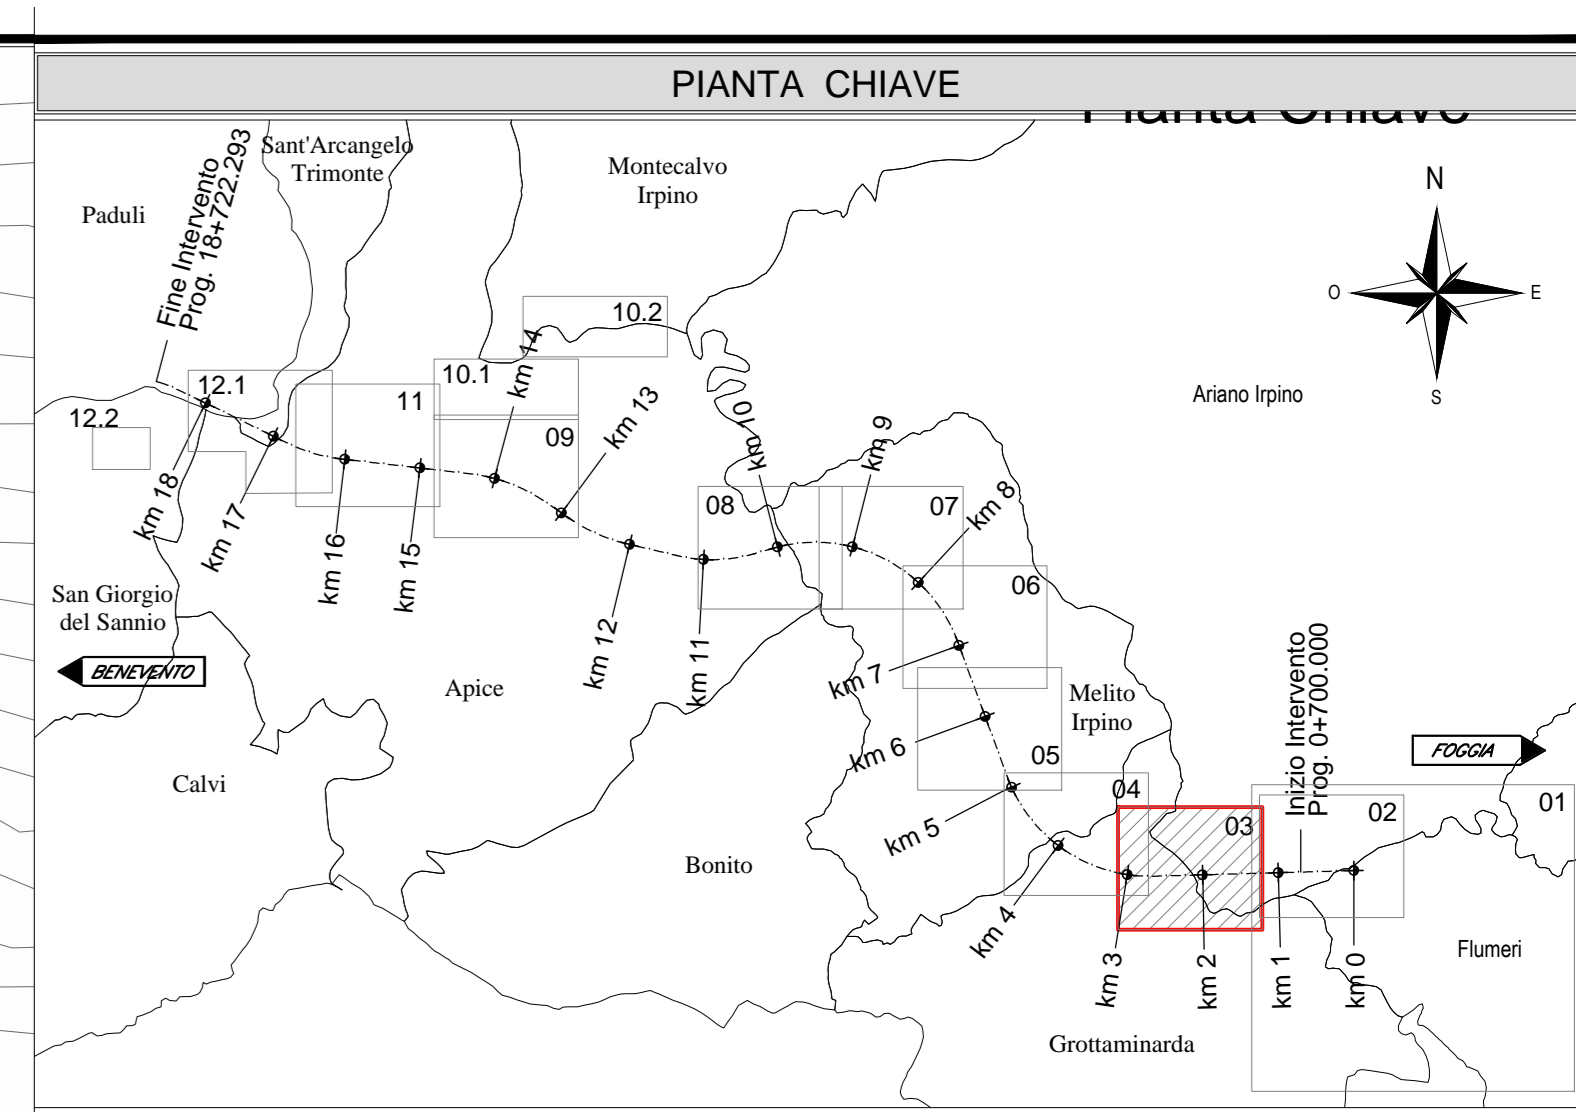 PIANTA CHIAVE
Pianta Chiave
Sant'Arcangelo
Trimonte
Montecalvo
Irpino
Paduli
Fine Intervento
Prog. 18+722.293
N
O
E
S
10.2
10.1
km 14
12.1
11
12.2
09
km 13
km 10
km 9
Ariano Irpino
km 18
km 17
km 16
km 15
08
07
km 8
06
San Giorgio
del Sannio
BENEVENTO
km 12
km 11
km 7
Apice
Melito
Irpino
Inizio Intervento
Prog. 0+700.000
km 6
FOGGIA
05
Calvi
04
03
02
01
km 5
Bonito
km 4
km 3
km 2
km 1
km 0
Flumeri
Grottaminarda